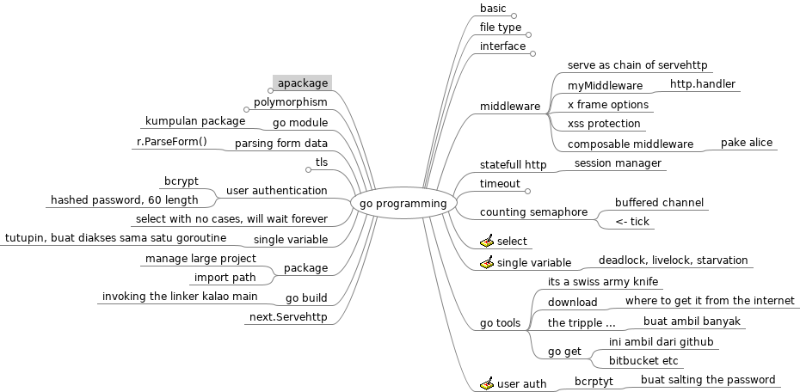 go programming
basic
file type
interface
middleware
serve as chain of servehttp
myMiddleware
http.handler
x frame options
xss protection
composable middleware
pake alice
statefull http
session manager
timeout
counting semaphore
buffered channel
<- tick
select
single variable
deadlock, livelock, starvation
go tools
its a swiss army knife
download
where to get it from the internet
the tripple ...
buat ambil banyak
go get
ini ambil dari github
bitbucket etc
user auth
bcrptyt
buat salting the password
apackage
polymorphism
go module
kumpulan package
parsing form data
r.ParseForm()
tls
user authentication
bcrypt
hashed password, 60 length
select with no cases, will wait forever
single variable
tutupin, buat diakses sama satu goroutine
package
manage large project
import path
go build
invoking the linker kalao main
next.Servehttp